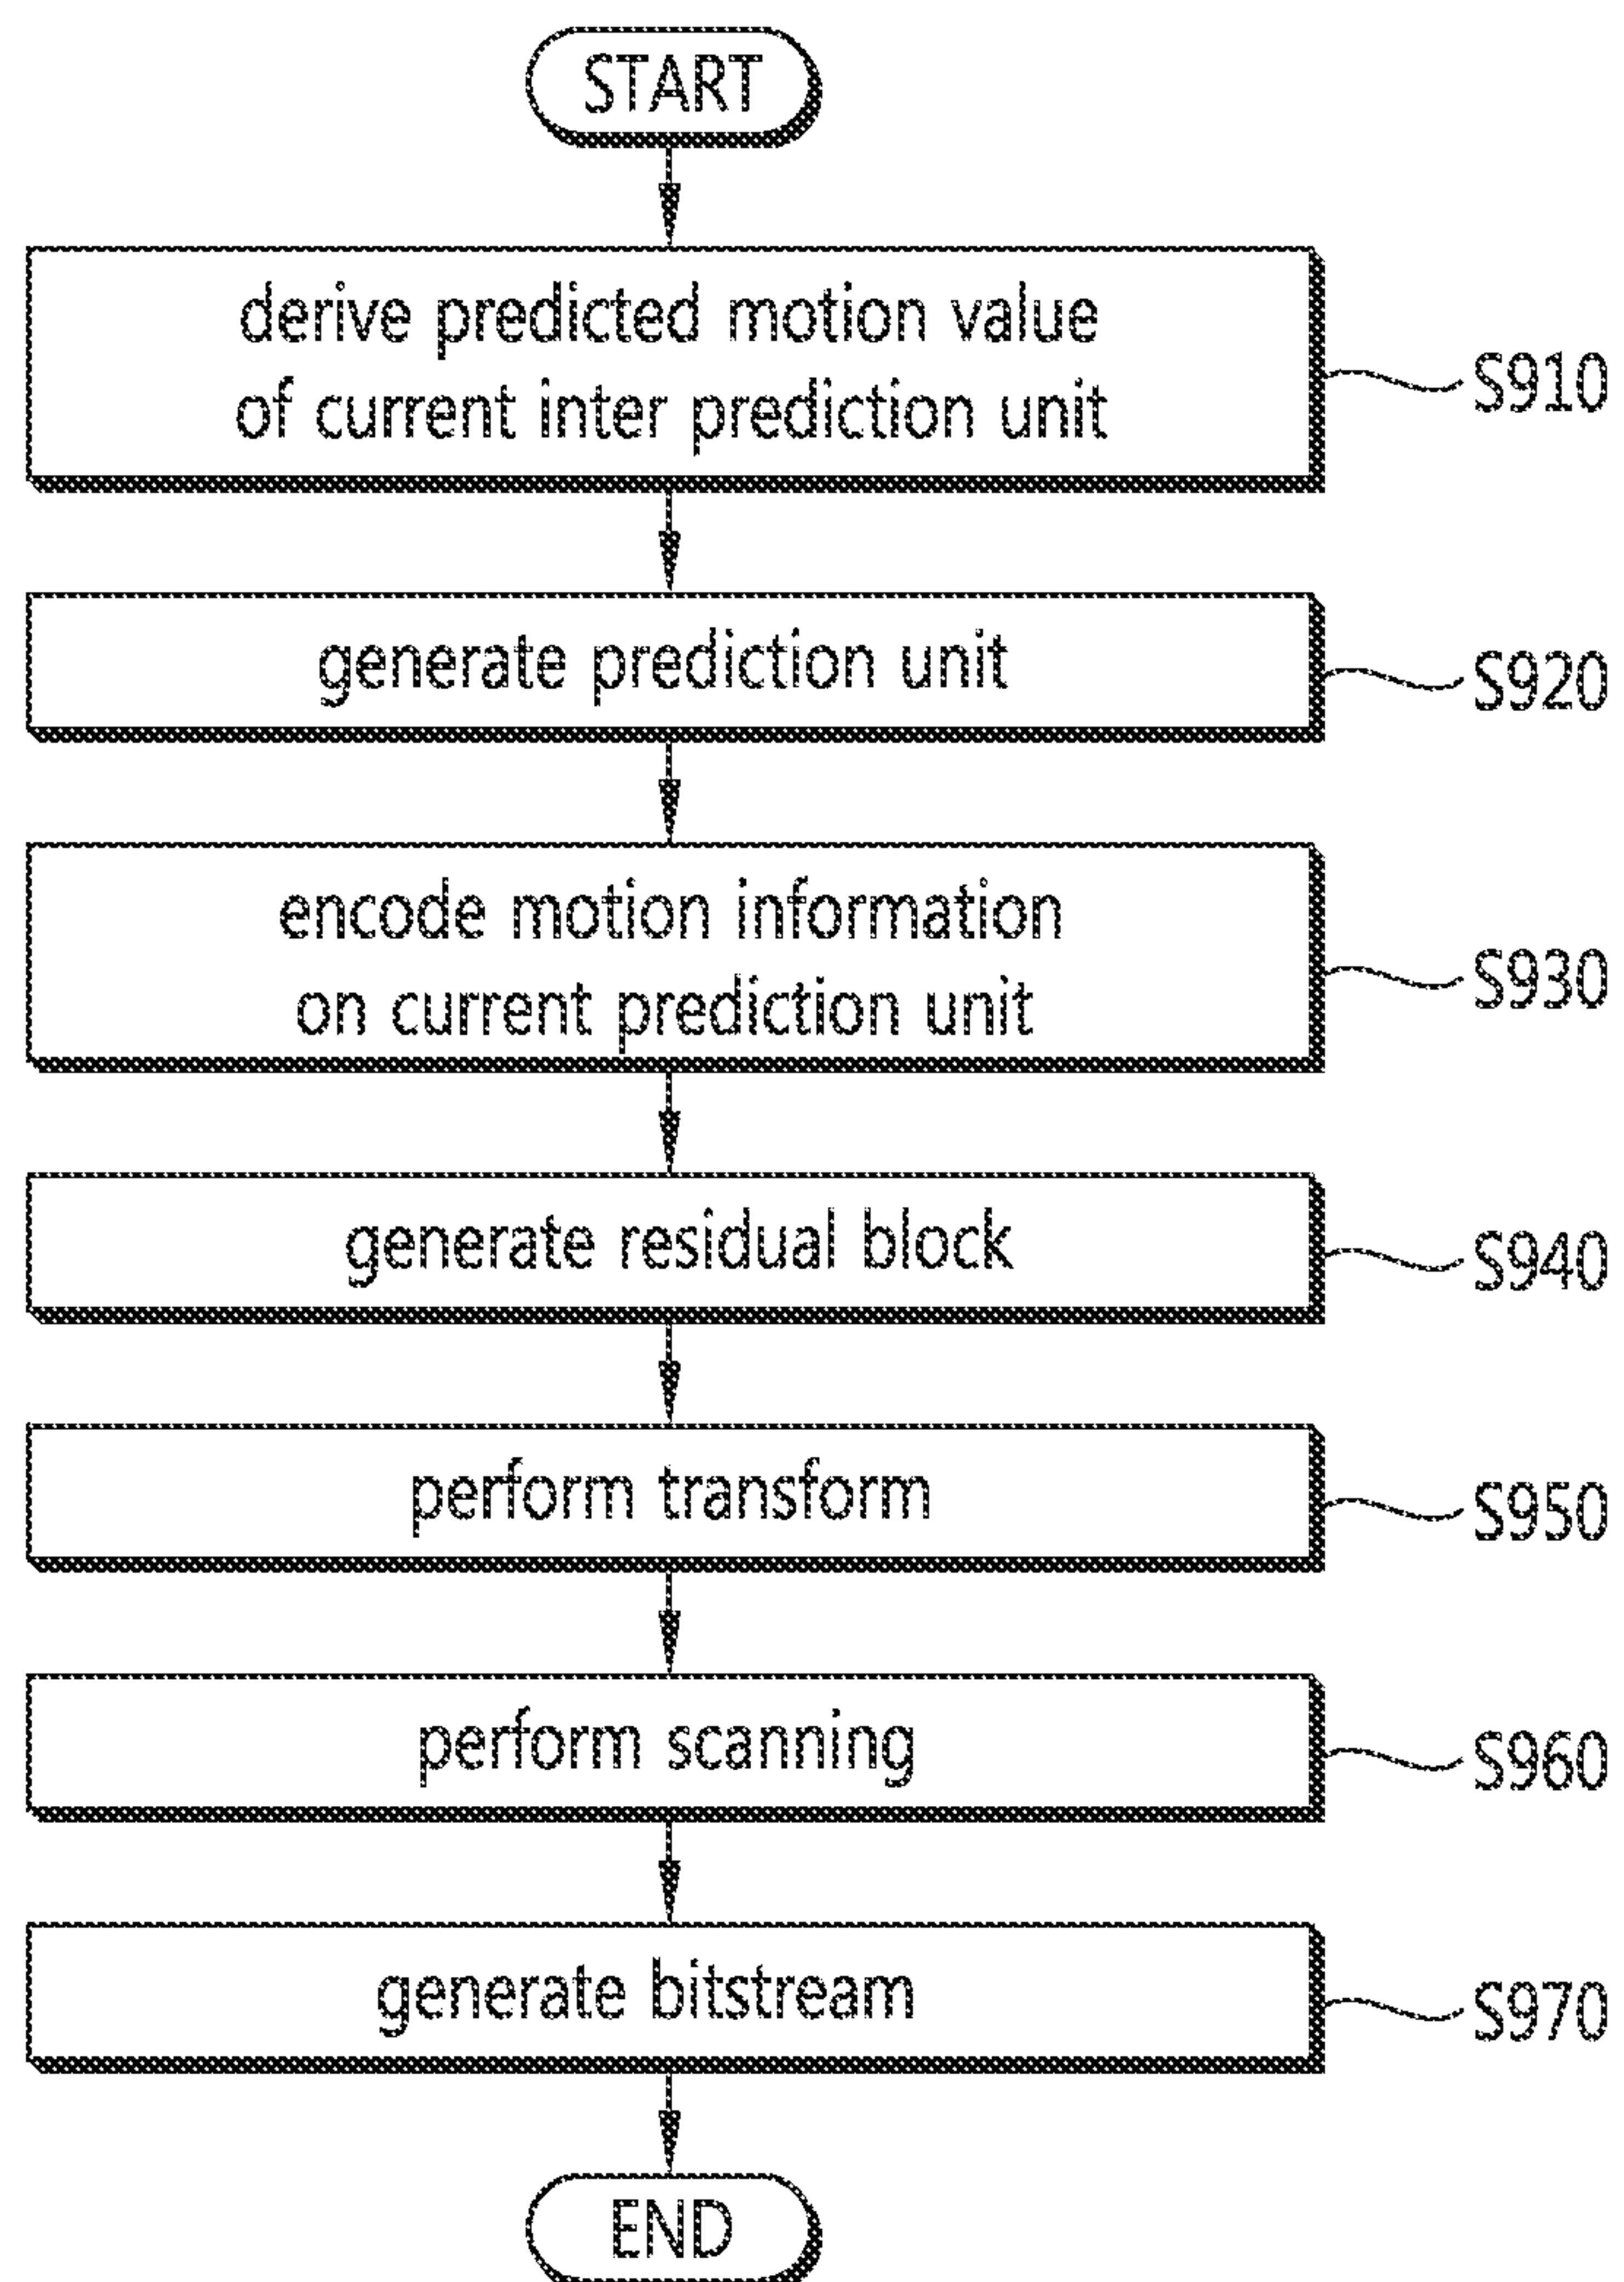 START
derive predicted motion value
of current inter prediction unit
S910
generate prediction unit
S920
encode motion information
on current prediction unit
S930
generate residual block
S940
perform transform
S950
perform scanning
S960
generate bitstream
S970
END